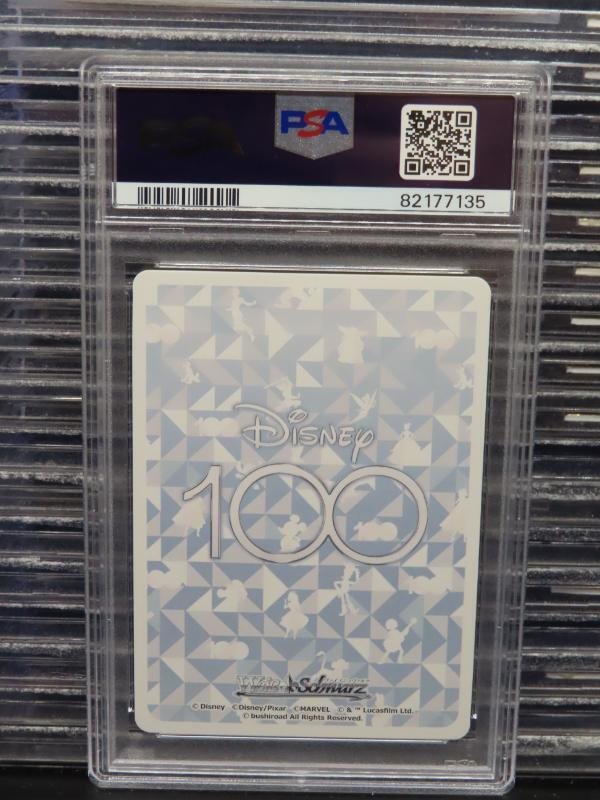 PSA
PSA
82177135
Disney
100
Weiß Schwarz
© Disney ©Disney/Pixar ©MARVEL © & ™ Lucasfilm Ltd.
© bushiroad All Rights Reserved.